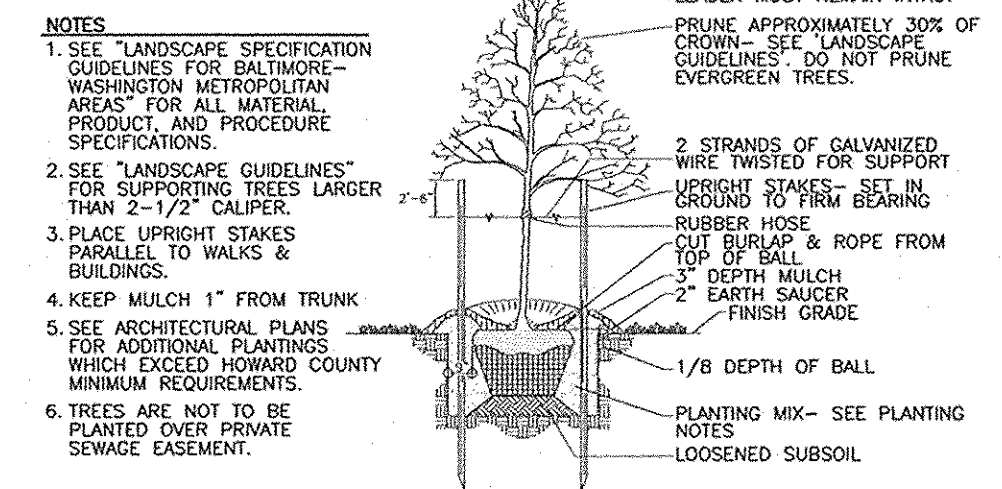 NOTES
1. SEE "LANDSCAPE SPECIFICATION
GUIDELINES FOR BALTIMORE-
WASHINGTON METROPOLITAN
AREAS" FOR ALL MATERIAL,
PRODUCT, AND PROCEDURE
SPECIFICATIONS.
2. SEE "LANDSCAPE GUIDELINES"
FOR SUPPORTING TREES LARGER
THAN 2-1/2" CALIPER.
3. PLACE UPRIGHT STAKES
PARALLEL TO WALKS &
BUILDINGS.
4. KEEP MULCH 1" FROM TRUNK
5. SEE ARCHITECTURAL PLANS
FOR ADDITIONAL PLANTINGS
WHICH EXCEED HOWARD COUNTY
MINIMUM REQUIREMENTS.
6. TREES ARE NOT TO BE
PLANTED OVER PRIVATE
SEWAGE EASEMENT.
2'-6"
9"
LEADER MUST REMAIN INTACT
PRUNE APPROXIMATELY 30% OF
CROWN- SEE 'LANDSCAPE
GUIDELINES'. DO NOT PRUNE
EVERGREEN TREES.
2 STRANDS OF GALVANIZED
WIRE TWISTED FOR SUPPORT
UPRIGHT STAKES- SET IN
GROUND TO FIRM BEARING
RUBBER HOSE
CUT BURLAP & ROPE FROM
TOP OF BALL
3" DEPTH MULCH
2" EARTH SAUCER
FINISH GRADE
1/8 DEPTH OF BALL
PLANTING MIX- SEE PLANTING
NOTES
LOOSENED SUBSOIL